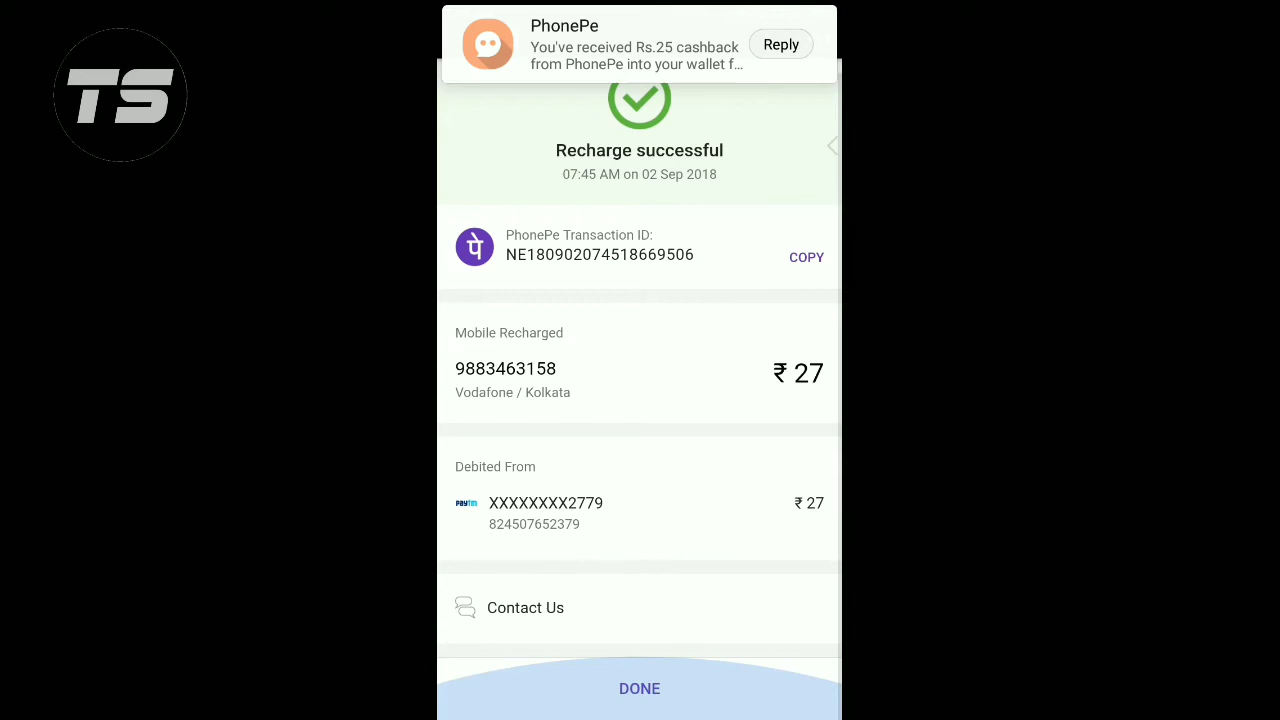 TS
PhonePe
You've received Rs.25 cashback
from PhonePe into your wallet f...
Reply
Recharge successful
07:45 AM on 02 Sep 2018
पे
PhonePe Transaction ID:
NE180902074518669506
COPY
Mobile Recharged
9883463158
₹ 27
Vodafone / Kolkata
Debited From
paytm
XXXXXXXX2779
₹ 27
824507652379
Contact Us
DONE